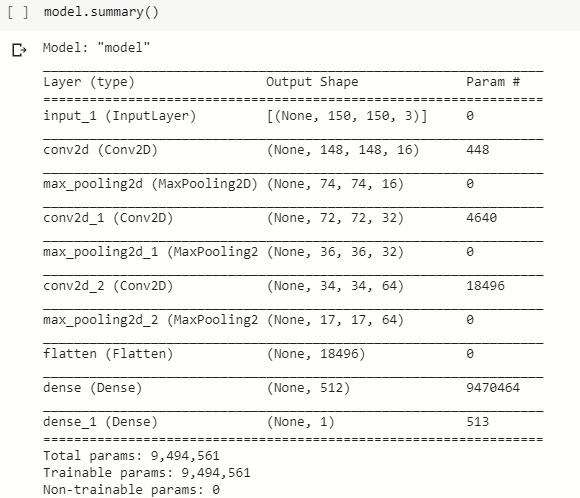 [ ] model.summary()
Model: "model"
Layer (type) Output Shape Param #
=================================================================
input_1 (InputLayer) [(None, 150, 150, 3)] 0
conv2d (Conv2D) (None, 148, 148, 16) 448
max_pooling2d (MaxPooling2D) (None, 74, 74, 16) 0
conv2d_1 (Conv2D) (None, 72, 72, 32) 4640
max_pooling2d_1 (MaxPooling2 (None, 36, 36, 32) 0
conv2d_2 (Conv2D) (None, 34, 34, 64) 18496
max_pooling2d_2 (MaxPooling2 (None, 17, 17, 64) 0
flatten (Flatten) (None, 18496) 0
dense (Dense) (None, 512) 9470464
dense_1 (Dense) (None, 1) 513
=================================================================
Total params: 9,494,561
Trainable params: 9,494,561
Non-trainable params: 0